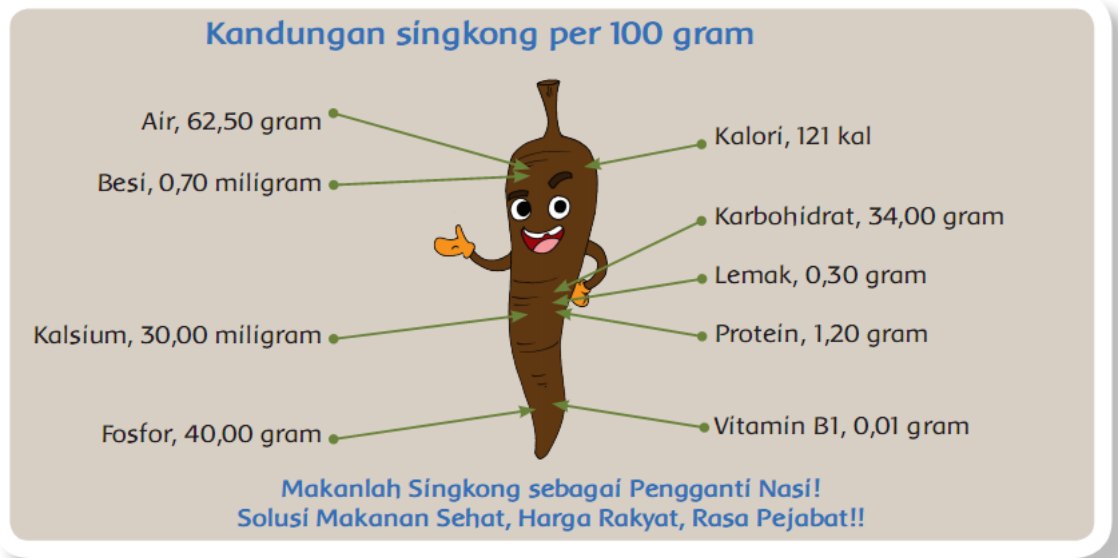 Kandungan singkong per 100 gram
Air, 62,50 gram
Besi, 0,70 miligram
Kalsium, 30,00 miligram
Fosfor, 40,00 gram
Kalori, 121 kal
Karbohidrat, 34,00 gram
Lemak, 0,30 gram
Protein, 1,20 gram
Vitamin B1, 0,01 gram
Makanlah Singkong sebagai Pengganti Nasi!
Solusi Makanan Sehat, Harga Rakyat, Rasa Pejabat!!